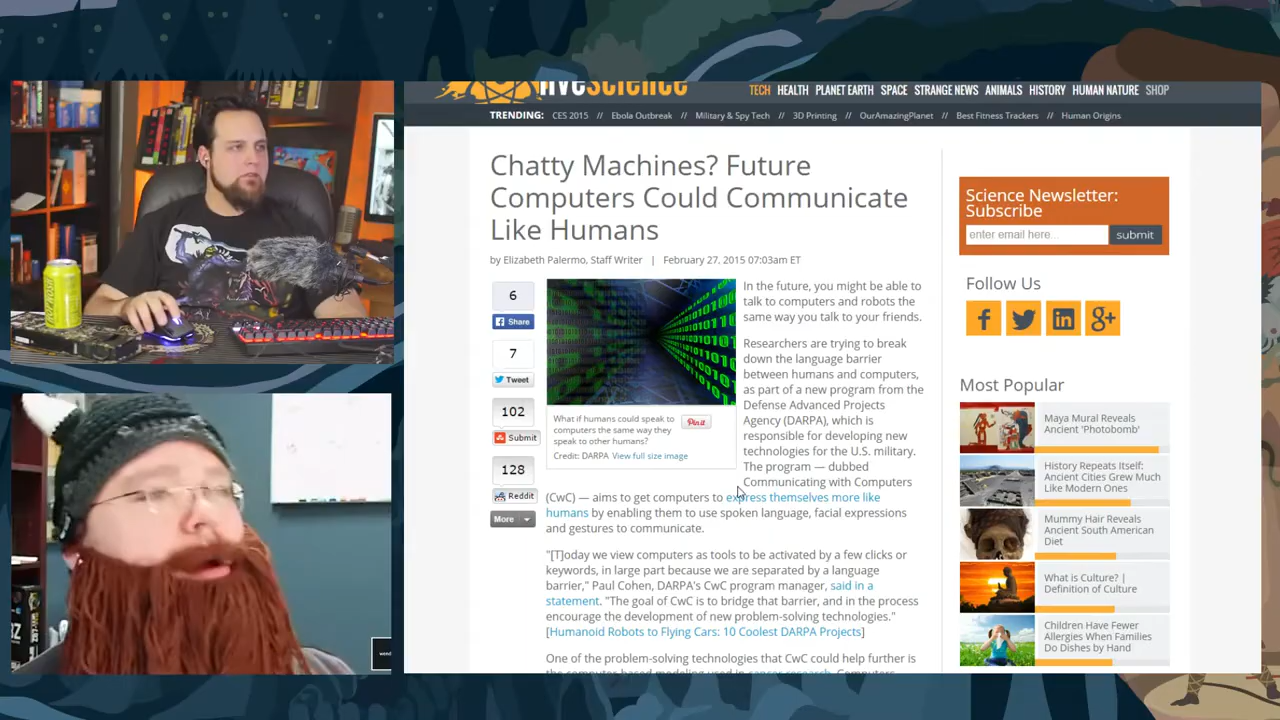 livescience
TECH HEALTH PLANET EARTH SPACE STRANGE NEWS ANIMALS HISTORY HUMAN NATURE SHOP
TRENDING: CES 2015 // Ebola Outbreak // Military & Spy Tech // 3D Printing // OurAmazingPlanet // Best Fitness Trackers // Human Origins
Chatty Machines? Future
Computers Could Communicate
Like Humans
by Elizabeth Palermo, Staff Writer | February 27, 2015 07:03am ET
6
Share
7
Tweet
102
Submit
128
Reddit
More
What if humans could speak to
computers the same way they
speak to other humans?
Credit: DARPA View full size image
Pin it
In the future, you might be able to
talk to computers and robots the
same way you talk to your friends.
Researchers are trying to break
down the language barrier
between humans and computers,
as part of a new program from the
Defense Advanced Projects
Agency (DARPA), which is
responsible for developing new
technologies for the U.S. military.
The program — dubbed
Communicating with Computers
(CwC) — aims to get computers to express themselves more like
humans by enabling them to use spoken language, facial expressions
and gestures to communicate.
"[T]oday we view computers as tools to be activated by a few clicks or
keywords, in large part because we are separated by a language
barrier," Paul Cohen, DARPA's CwC program manager, said in a
statement. "The goal of CwC is to bridge that barrier, and in the process
encourage the development of new problem-solving technologies."
[Humanoid Robots to Flying Cars: 10 Coolest DARPA Projects]
One of the problem-solving technologies that CwC could help further is
the computer-based modeling used in cancer research. Computers
Science Newsletter:
Subscribe
enter email here...
submit
Follow Us
Most Popular
Maya Mural Reveals
Ancient 'Photobomb'
History Repeats Itself:
Ancient Cities Grew Much
Like Modern Ones
Mummy Hair Reveals
Ancient South American
Diet
What is Culture? |
Definition of Culture
Children Have Fewer
Allergies When Families
Do Dishes by Hand